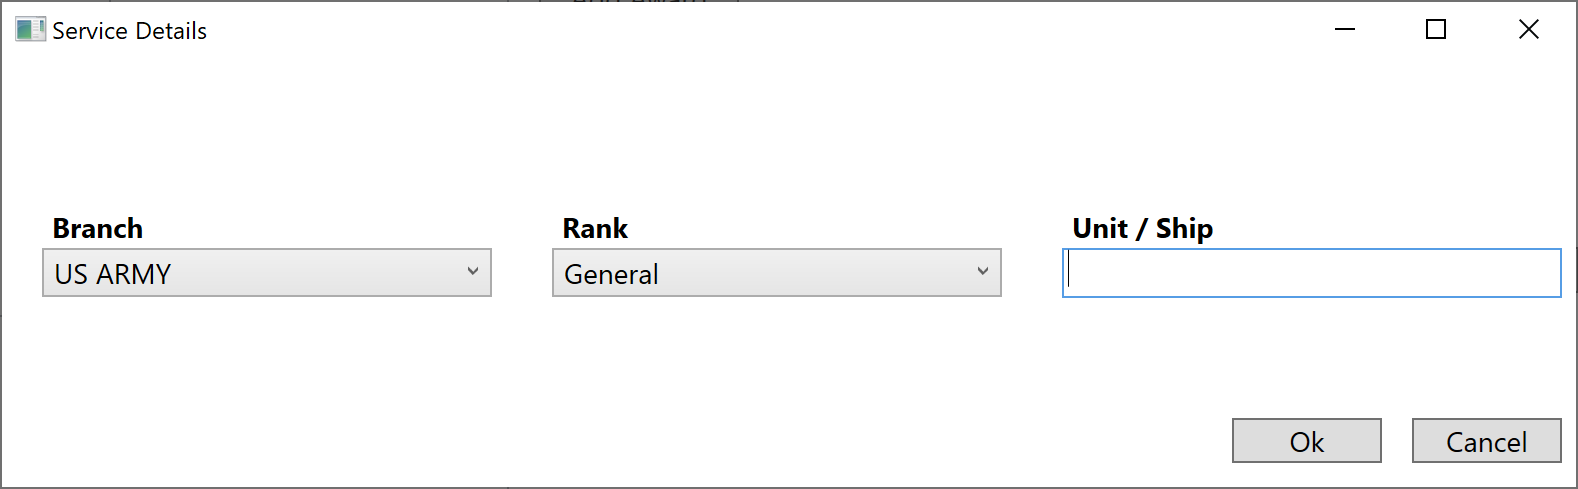 Service Details
Branch
Rank
Unit / Ship
US ARMY
General
Ok
Cancel